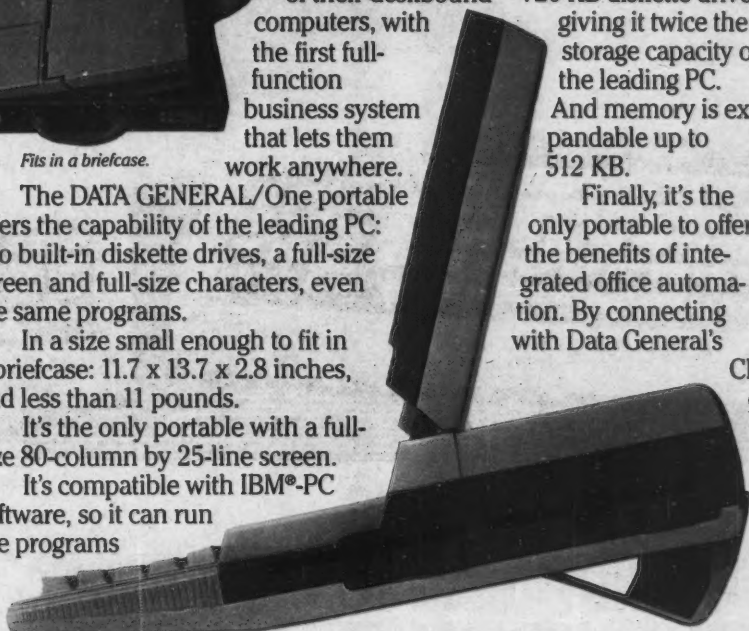 computers, with
the first full-
function
business system
that lets them
work anywhere.
Fits in a briefcase.
The DATA GENERAL/One portable
ers the capability of the leading PC:
o built-in diskette drives, a full-size
reen and full-size characters, even
e same programs.
In a size small enough to fit in
briefcase: 11.7 x 13.7 x 2.8 inches,
d less than 11 pounds.
It's the only portable with a full-
ze 80-column by 25-line screen.
It's compatible with IBM®-PC
ftware, so it can run
e programs
giving it twice the
storage capacity o
the leading PC.
And memory is ex
pandable up to
512 KB.
Finally, it's the
only portable to offer
the benefits of inte-
grated office automa-
tion. By connecting
with Data General's